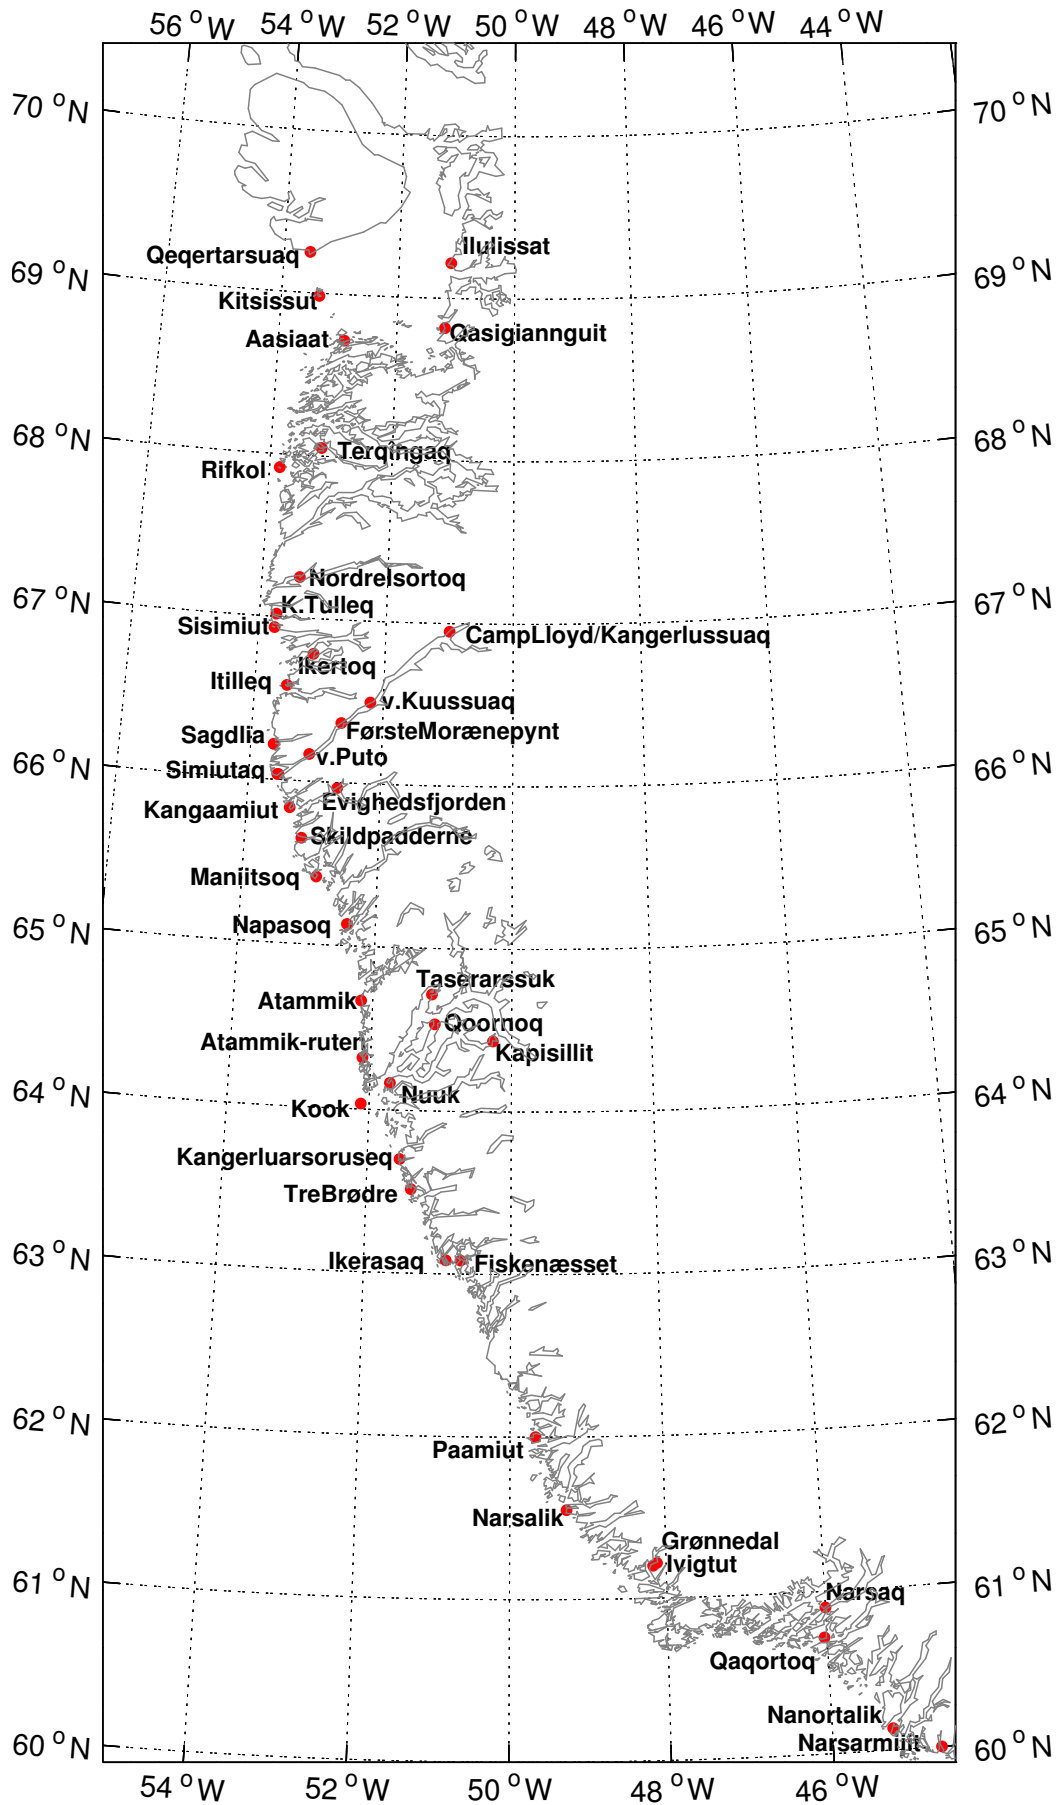 56 °W 54 °W 52 °W 50 °W 48 °W 46 °W 44 °W
70 °N 70 °N
Ilulissat
Qeqertarsuaq
69 °N 69 °N
Kitsissut
Qasigiannguit
Aasiaat
68 °N 68 °N
Terqingaq
Rifkol
Nordrelsortoq
67 °N 67 °N
K.Tulleq
Sisimiut
CampLloyd/Kangerlussuaq
Ikertoq
Itilleq
v.Kuussuaq
FørsteMorænepynt
Sagdlia
v.Puto
66 °N 66 °N
Simiutaq
Evighedsfjorden
Kangaamiut
Skildpadderne
Maniitsoq
65 °N 65 °N
Napasoq
Taserarssuk
Atammik
Qoornoq
Atammik-ruten
Kapisillit
64 °N 64 °N
Nuuk
Kook
Kangerluarsoruseq
TreBrødre
63 °N 63 °N
Ikerasaq Fiskenæsset
62 °N 62 °N
Paamiut
Narsalik
Grønnedal
Ivigtut
61 °N 61 °N
Narsaq
Qaqortoq
Nanortalik
Narsarmiit
60 °N 60 °N
54 °W 52 °W 50 °W 48 °W 46 °W